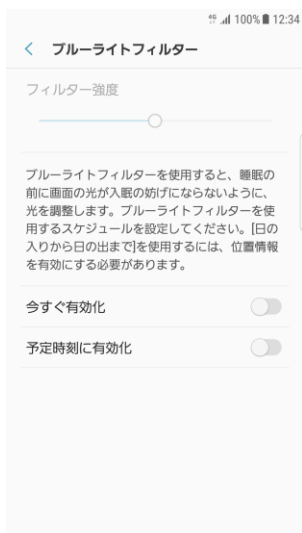 4G 100% 12:34
ブルーライトフィルター
フィルター強度
ブルーライトフィルターを使用すると、睡眠の
前に画面の光が入眠の妨げにならないように、
光を調整します。ブルーライトフィルターを使
用するスケジュールを設定してください。[日の
入りから日の出まで]を使用するには、位置情報
を有効にする必要があります。
今すぐ有効化
予定時刻に有効化